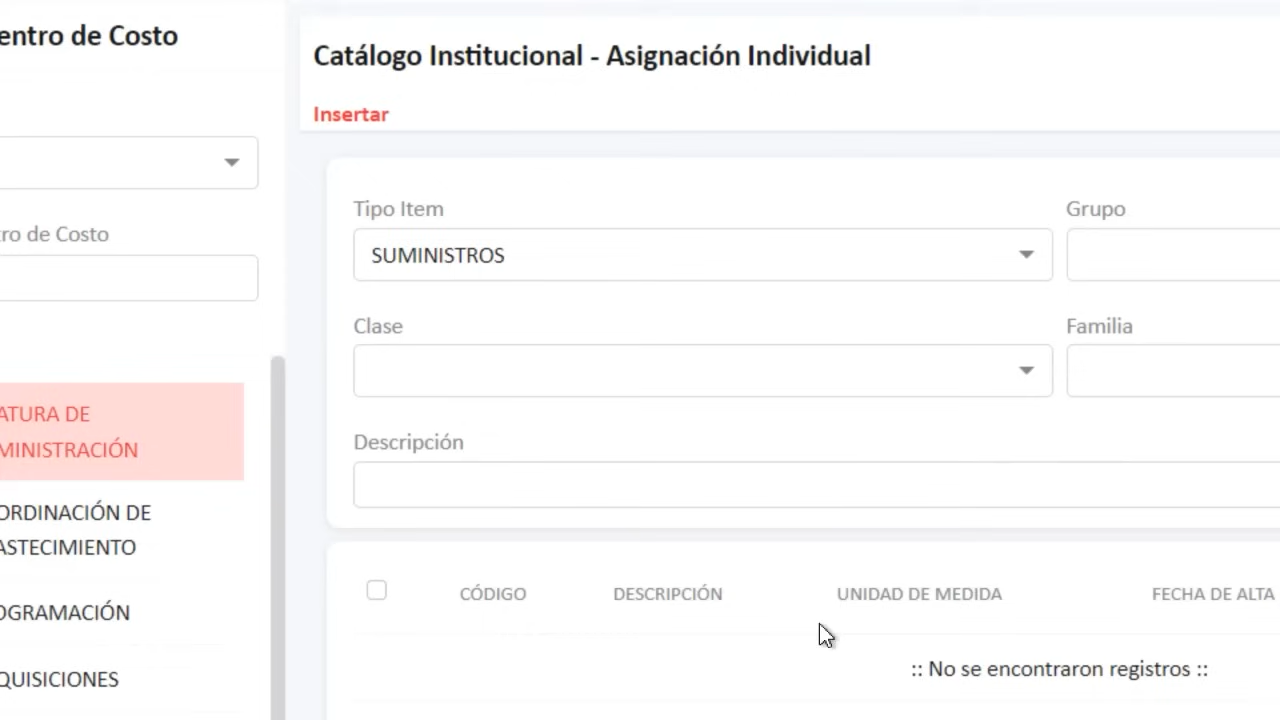 entro de Costo
ro de Costo
ATURA DE
MINISTRACIÓN
ORDINACIÓN DE
ASTECIMIENTO
OGRAMACIÓN
QUISICIONES
Catálogo Institucional - Asignación Individual
Insertar
Tipo Item
Grupo
SUMINISTROS
Clase
Familia
Descripción
CÓDIGO DESCRIPCIÓN UNIDAD DE MEDIDA FECHA DE ALTA
:: No se encontraron registros ::